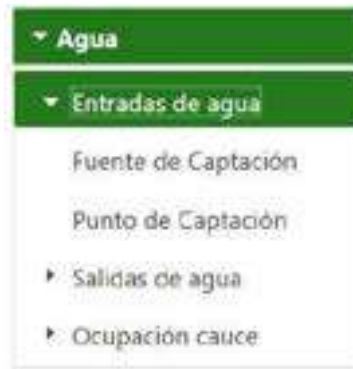 Agua
Entradas de agua
Fuente de Captación
Punto de Captación
Salidas de agua
Ocupación cauce